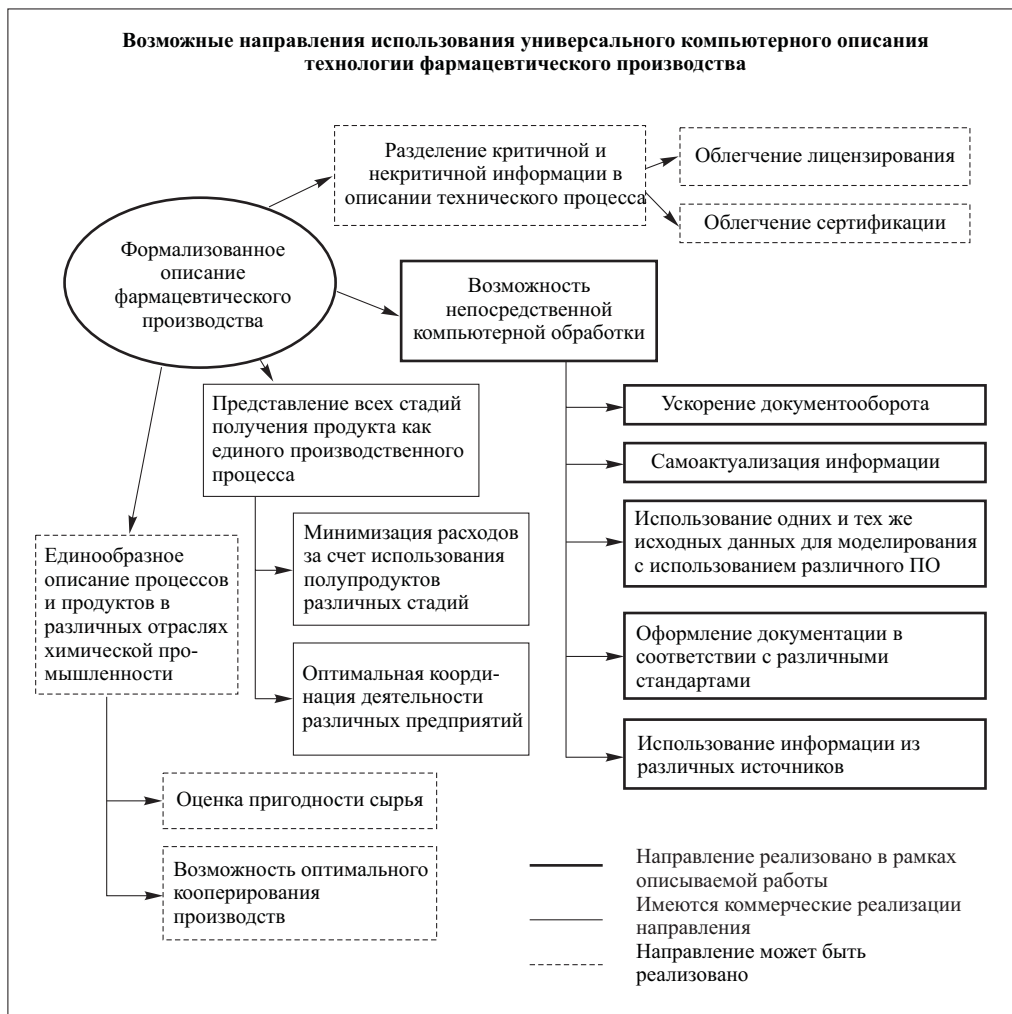 Возможные направления использования универсального компьютерного описания
технологии фармацевтического производства
Разделение критичной и
некритичной информации в
описании технического процесса
Облегчение лицензирования
Облегчение сертификации
Формализованное
описание
фармацевтического
производства
Возможность
непосредственной
компьютерной обработки
Представление всех стадий
получения продукта как
единого производственного
процесса
Ускорение документооборота
Самоактуализация информации
Использование одних и тех же
исходных данных для моделирования
с использованием различного ПО
Оформление документации в
соответствии с различными
стандартами
Использование информации из
различных источников
Минимизация расходов
за счет использования
полупродуктов
различных стадий
Оптимальная коорди-
нация деятельности
различных предприятий
Единообразное
описание процессов
и продуктов в
различных отраслях
химической про-
мышленности
Оценка пригодности сырья
Возможность оптимального
кооперирования
производств
Направление реализовано в рамках
описываемой работы
Имеются коммерческие реализации
направления
Направление может быть
реализовано